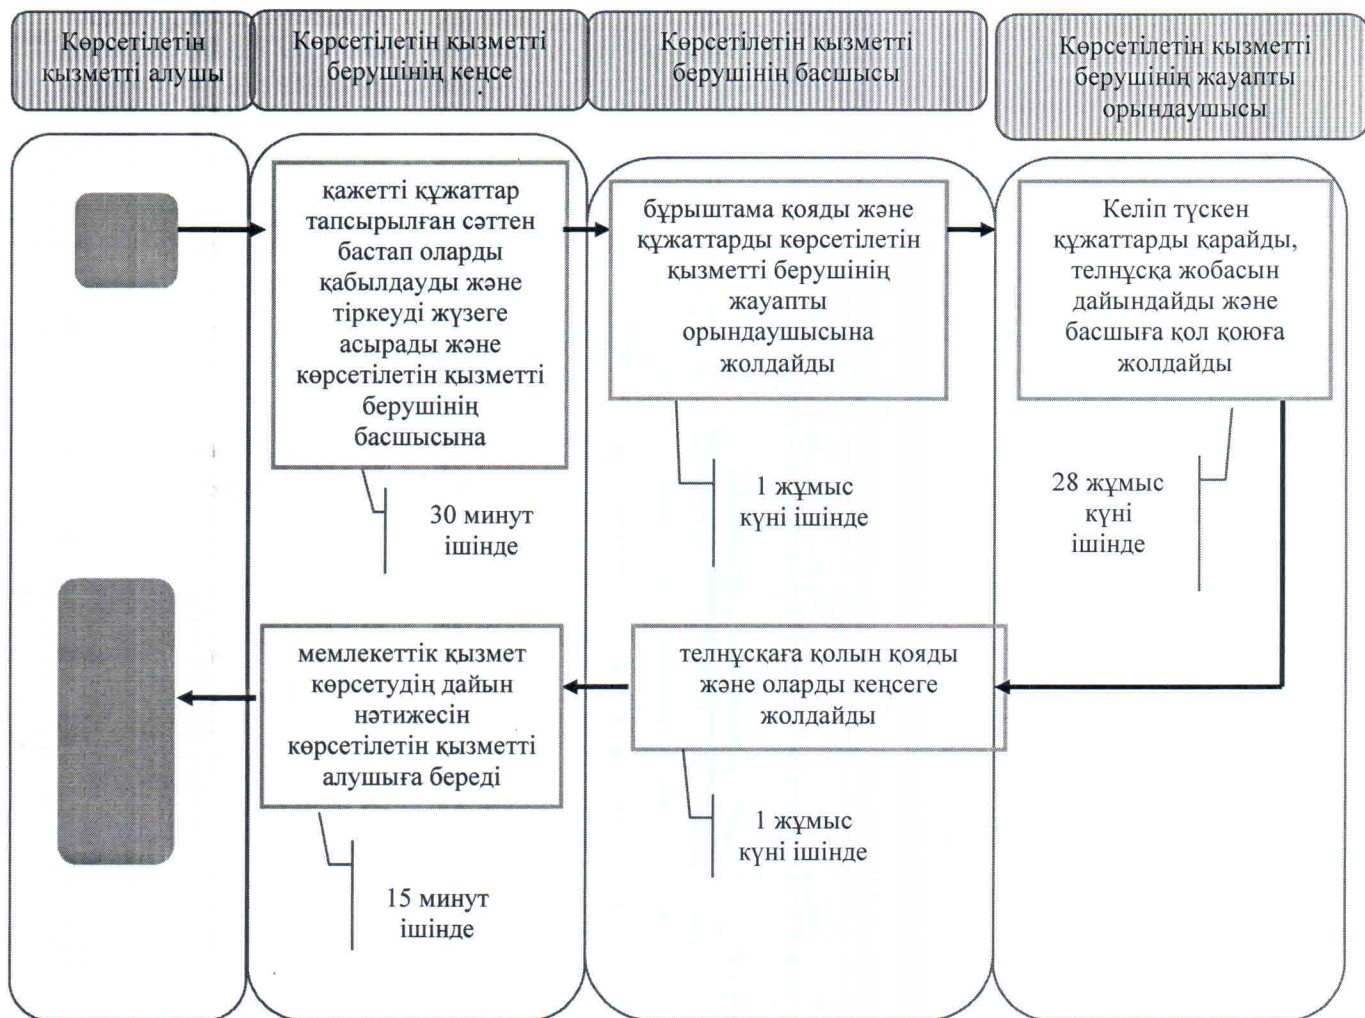 Көрсетілетін
қызметті алушы
Көрсетілетін қызметті
берушінің кеңсе
Көрсетілетін қызметті
берушінің басшысы
Көрсетілетін қызметті
берушінің жауапты
орындаушысы
қажетті құжаттар
тапсырылған сәттен
бастап оларды
қабылдауды және
тіркеуді жүзеге
асырады және
көрсетілетін қызметті
берушінің
басшысына
30 минут
ішінде
бұрыштама қояды және
құжаттарды көрсетілетін
қызметті берушінің
жауапты
орындаушысына
жолдайды
1 жұмыс
күні ішінде
Келіп түскен
құжаттарды қарайды,
телнұсқа жобасын
дайындайды және
басшыға қол қоюға
жолдайды
28 жұмыс
күні
ішінде
мемлекеттік қызмет
көрсетудің дайын
нәтижесін
көрсетілетін қызметті
алушыға береді
15 минут
ішінде
телнұсқаға қолын қояды
және оларды кеңсеге
жолдайды
1 жұмыс
күні ішінде